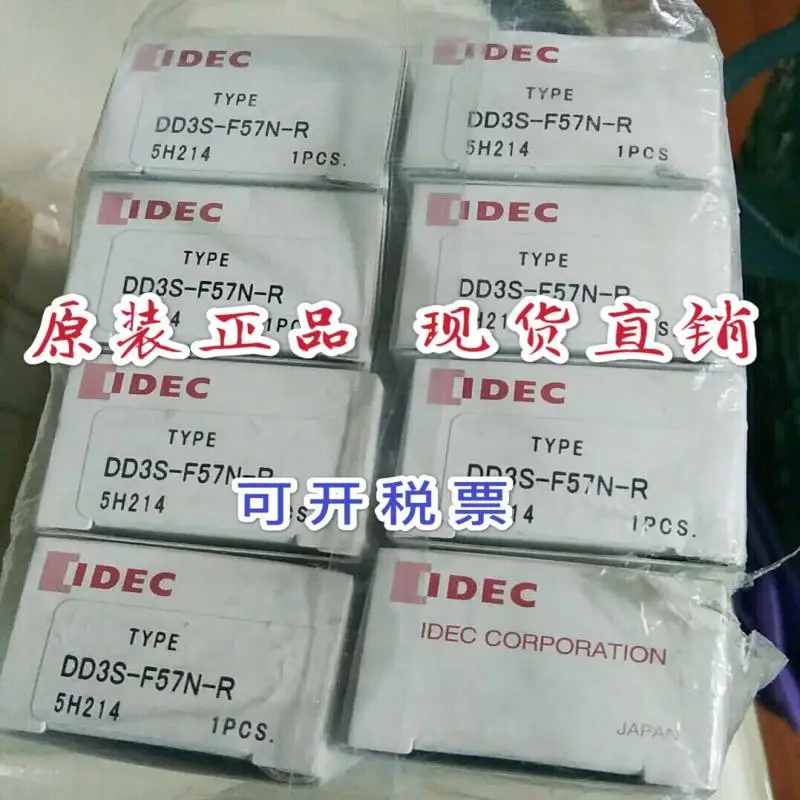 IDEC
TYPE
DD3S-F57N-R
5H214 1PCS.
IDEC
TYPE
DD3S-F57N-R
5H214 1PCS
IDEC
TYPE
DD3S-F57N-R
IDEC
TYPE
DD3S-F57N-R
原装正品 现货直销
IDEC
TYPE
DD3S-F57N-R
5H214
IDEC
TYPE
DD3S-F57N-R
1PCS.
可开税票
IDEC
TYPE
DD3S-F57N-R
5H214 1PCS.
IDEC
IDEC CORPORATION
JAPAN